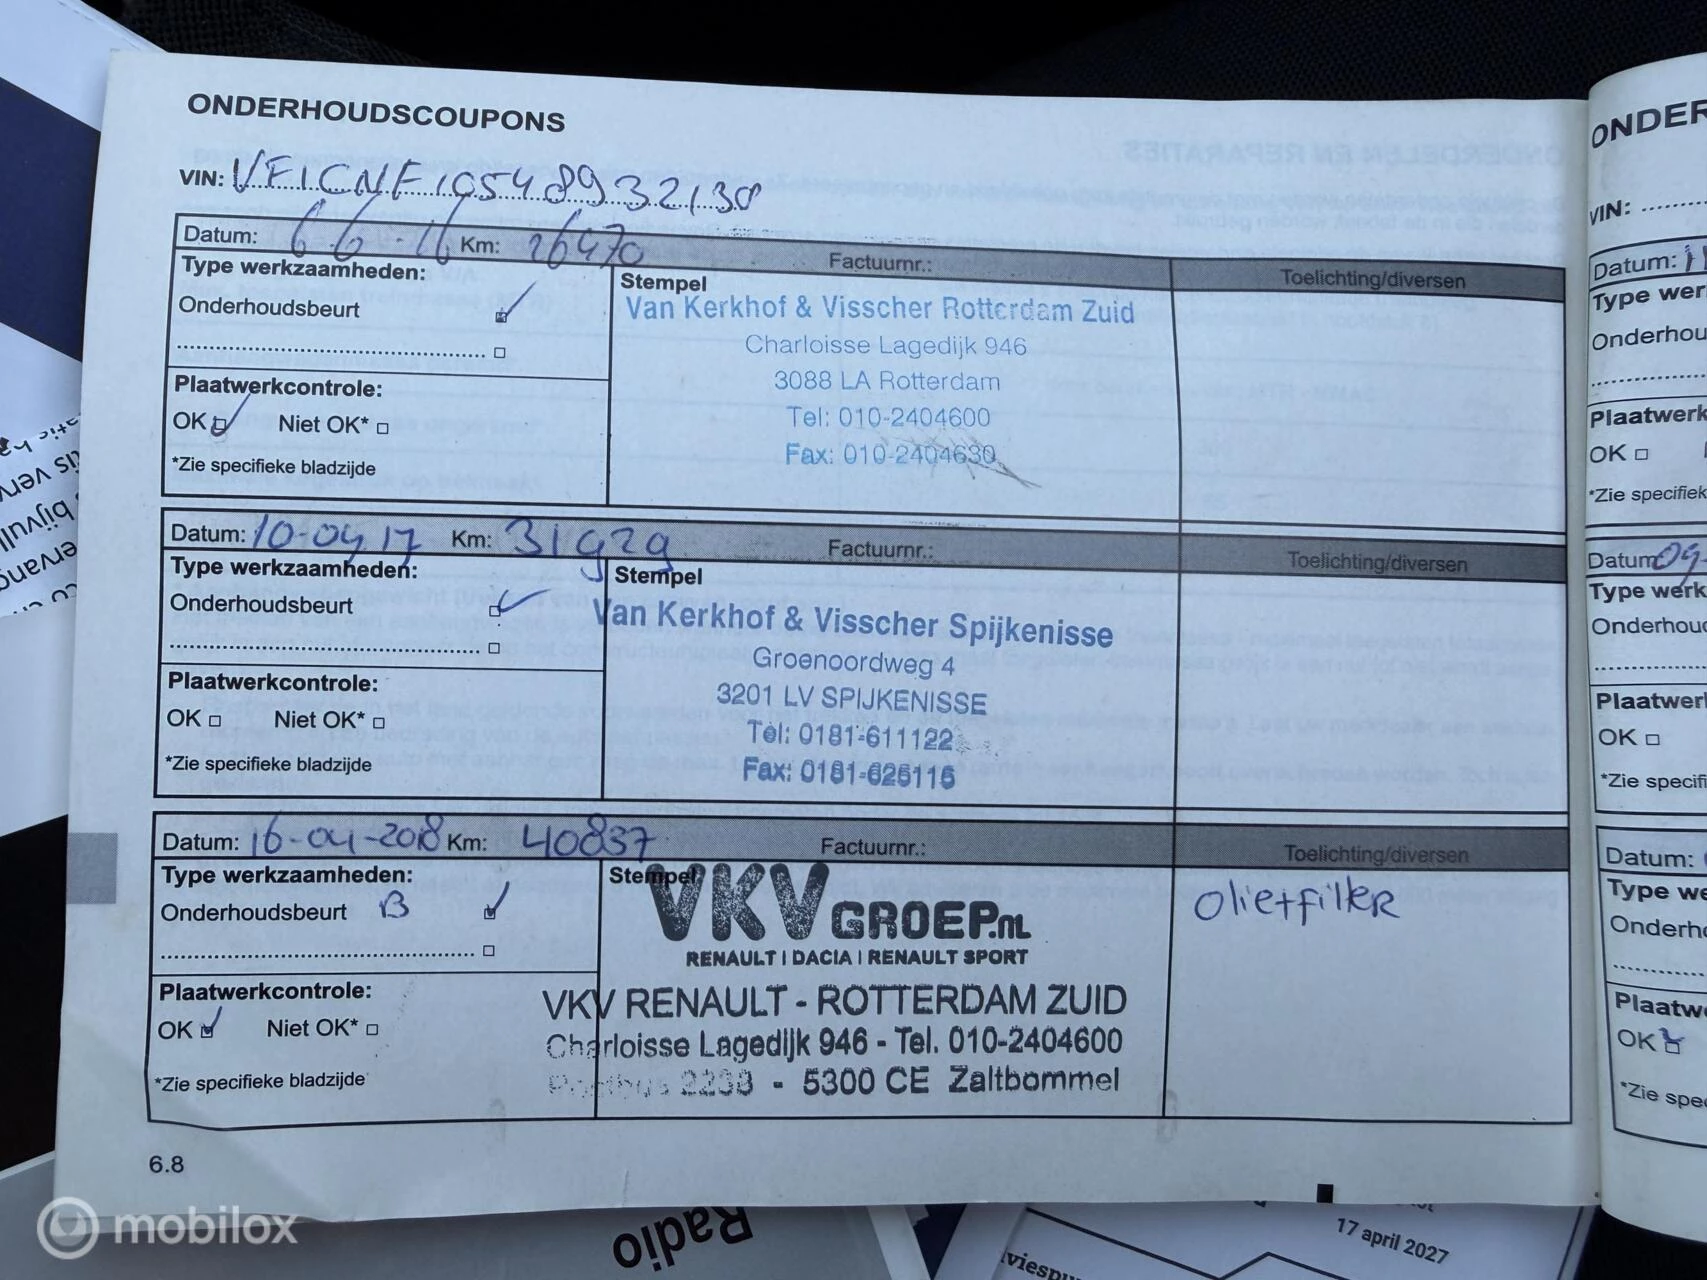 ONDERHOUDSCOUPONS
VIN: VF1CNF10548932130
Datum: 6 6 16 Km: 26470 Factuurnr.: Toelichting/diversen
Type werkzaamheden:
Onderhoudsbeurt
Plaatwerkcontrole:
OK Niet OK*
*Zie specifieke bladzijde
Stempel
Van Kerkhof & Visscher Rotterdam Zuid
Charloisse Lagedijk 946
3088 LA Rotterdam
Tel: 010-2404600
Fax: 010-2404630
Datum: 10-04 17 Km: 31929 Factuurnr.: Toelichting/diversen
Type werkzaamheden:
Onderhoudsbeurt
Plaatwerkcontrole:
OK Niet OK*
*Zie specifieke bladzijde
Stempel
Van Kerkhof & Visscher Spijkenisse
Groenoordweg 4
3201 LV SPIJKENISSE
Tel: 0181-611122
Fax: 0181-625115
Datum: 16-04-2018 Km: 40837 Factuurnr.: Toelichting/diversen
Type werkzaamheden:
Onderhoudsbeurt B
Plaatwerkcontrole:
OK Niet OK*
*Zie specifieke bladzijde
Stempel
VKV GROEP.NL
RENAULT | DACIA | RENAULT SPORT
VKV RENAULT - ROTTERDAM ZUID
Charloisse Lagedijk 946 - Tel. 010-2404600
Postbus 2238 - 5300 CE Zaltbommel
Olietfilter
6.8
ONDER
VIN:
Datum:
Type wer
Onderhou
Plaatwerk
OK
*Zie specifiek
Datum 09-
Type werk
Onderhoud
Plaatwer
OK
*Zie specifi
Datum:
Type we
Onderh
Plaatw
OK
*Zie spe
Radio
17 april 2027
mobilox